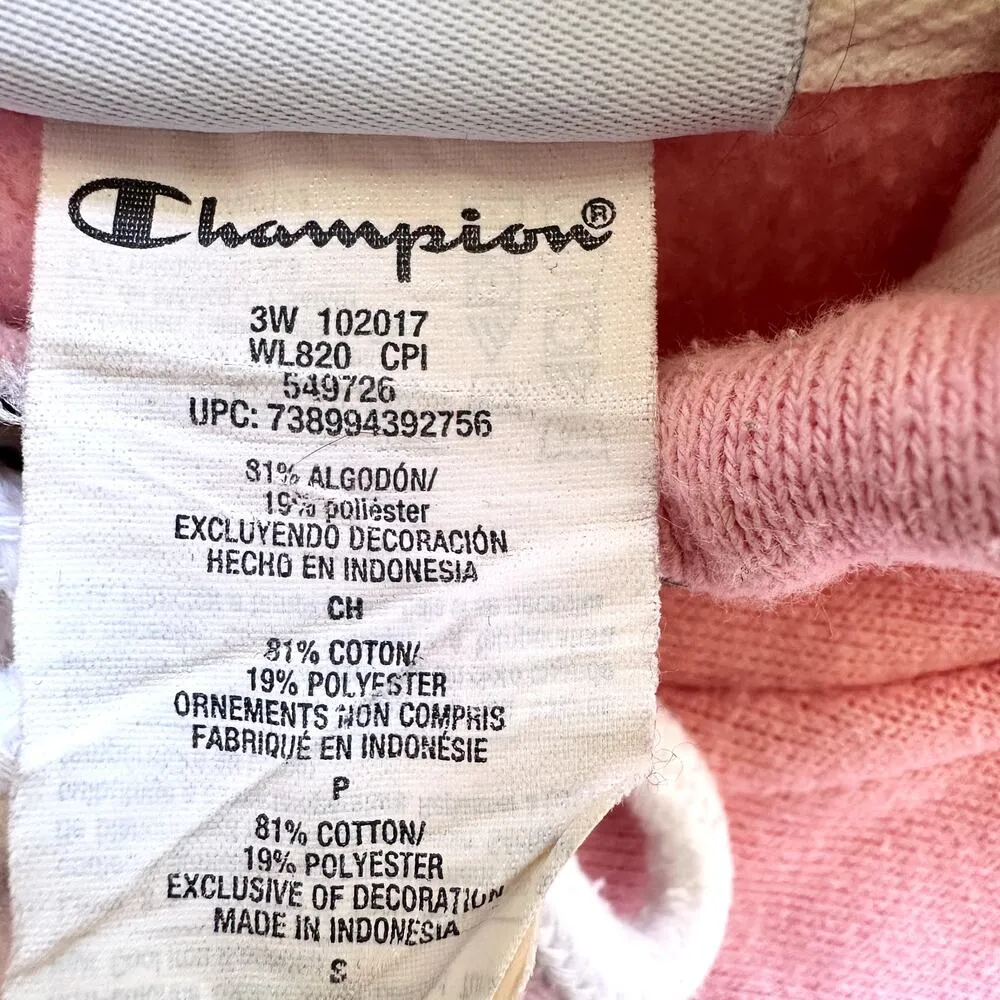 Champion®
3W 102017
WL820 CPI
549726
UPC: 738994392756
81% ALGODÓN/
19% poliéster
EXCLUYENDO DECORACIÓN
HECHO EN INDONESIA
CH
81% COTON/
19% POLYESTER
ORNEMENTS NON COMPRIS
FABRIQUÉ EN INDONÉSIE
P
81% COTTON/
19% POLYESTER
EXCLUSIVE OF DECORATION
MADE IN INDONESIA
S